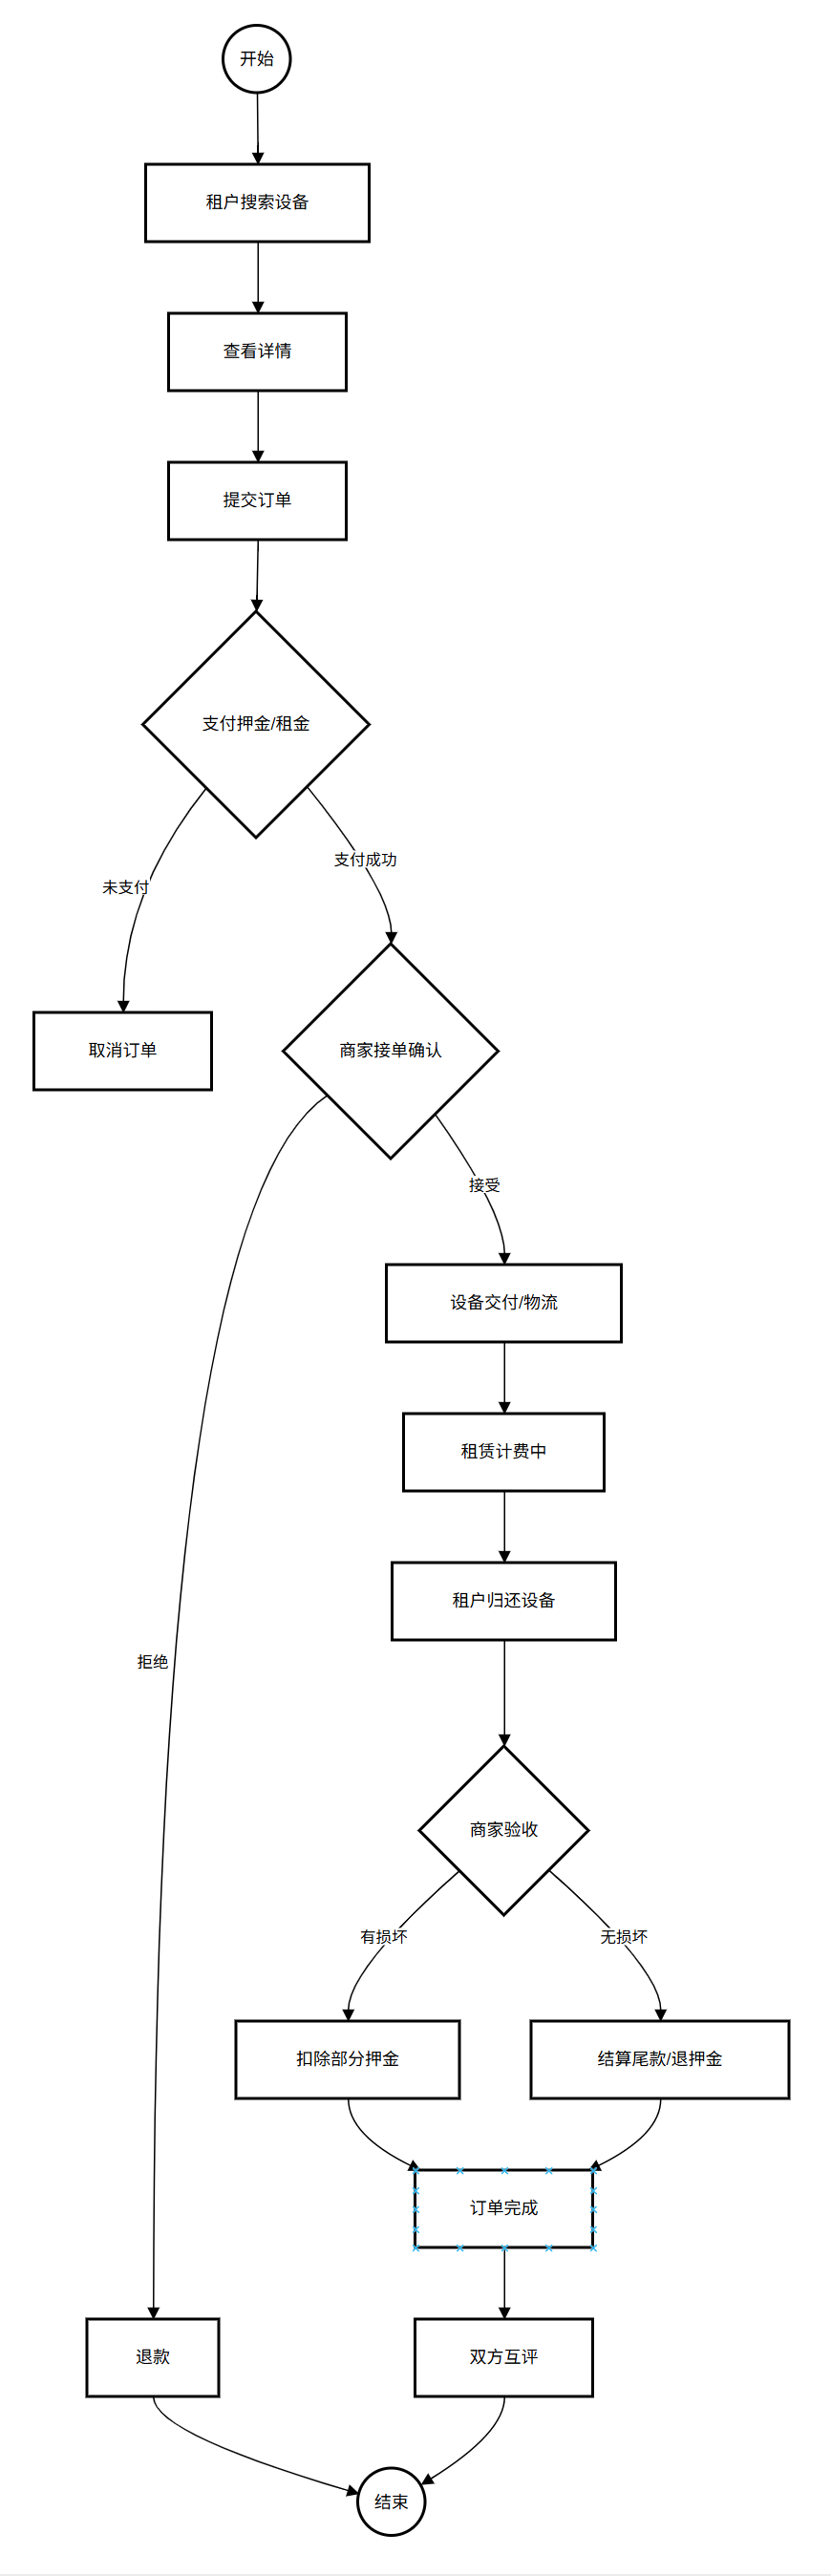 开始
租户搜索设备
查看详情
提交订单
支付押金/租金
支付成功
未支付
取消订单
商家接单确认
接受
设备交付/物流
租赁计费中
租户归还设备
拒绝
商家验收
有损坏
无损坏
扣除部分押金
结算尾款/退押金
订单完成
退款
双方互评
结束